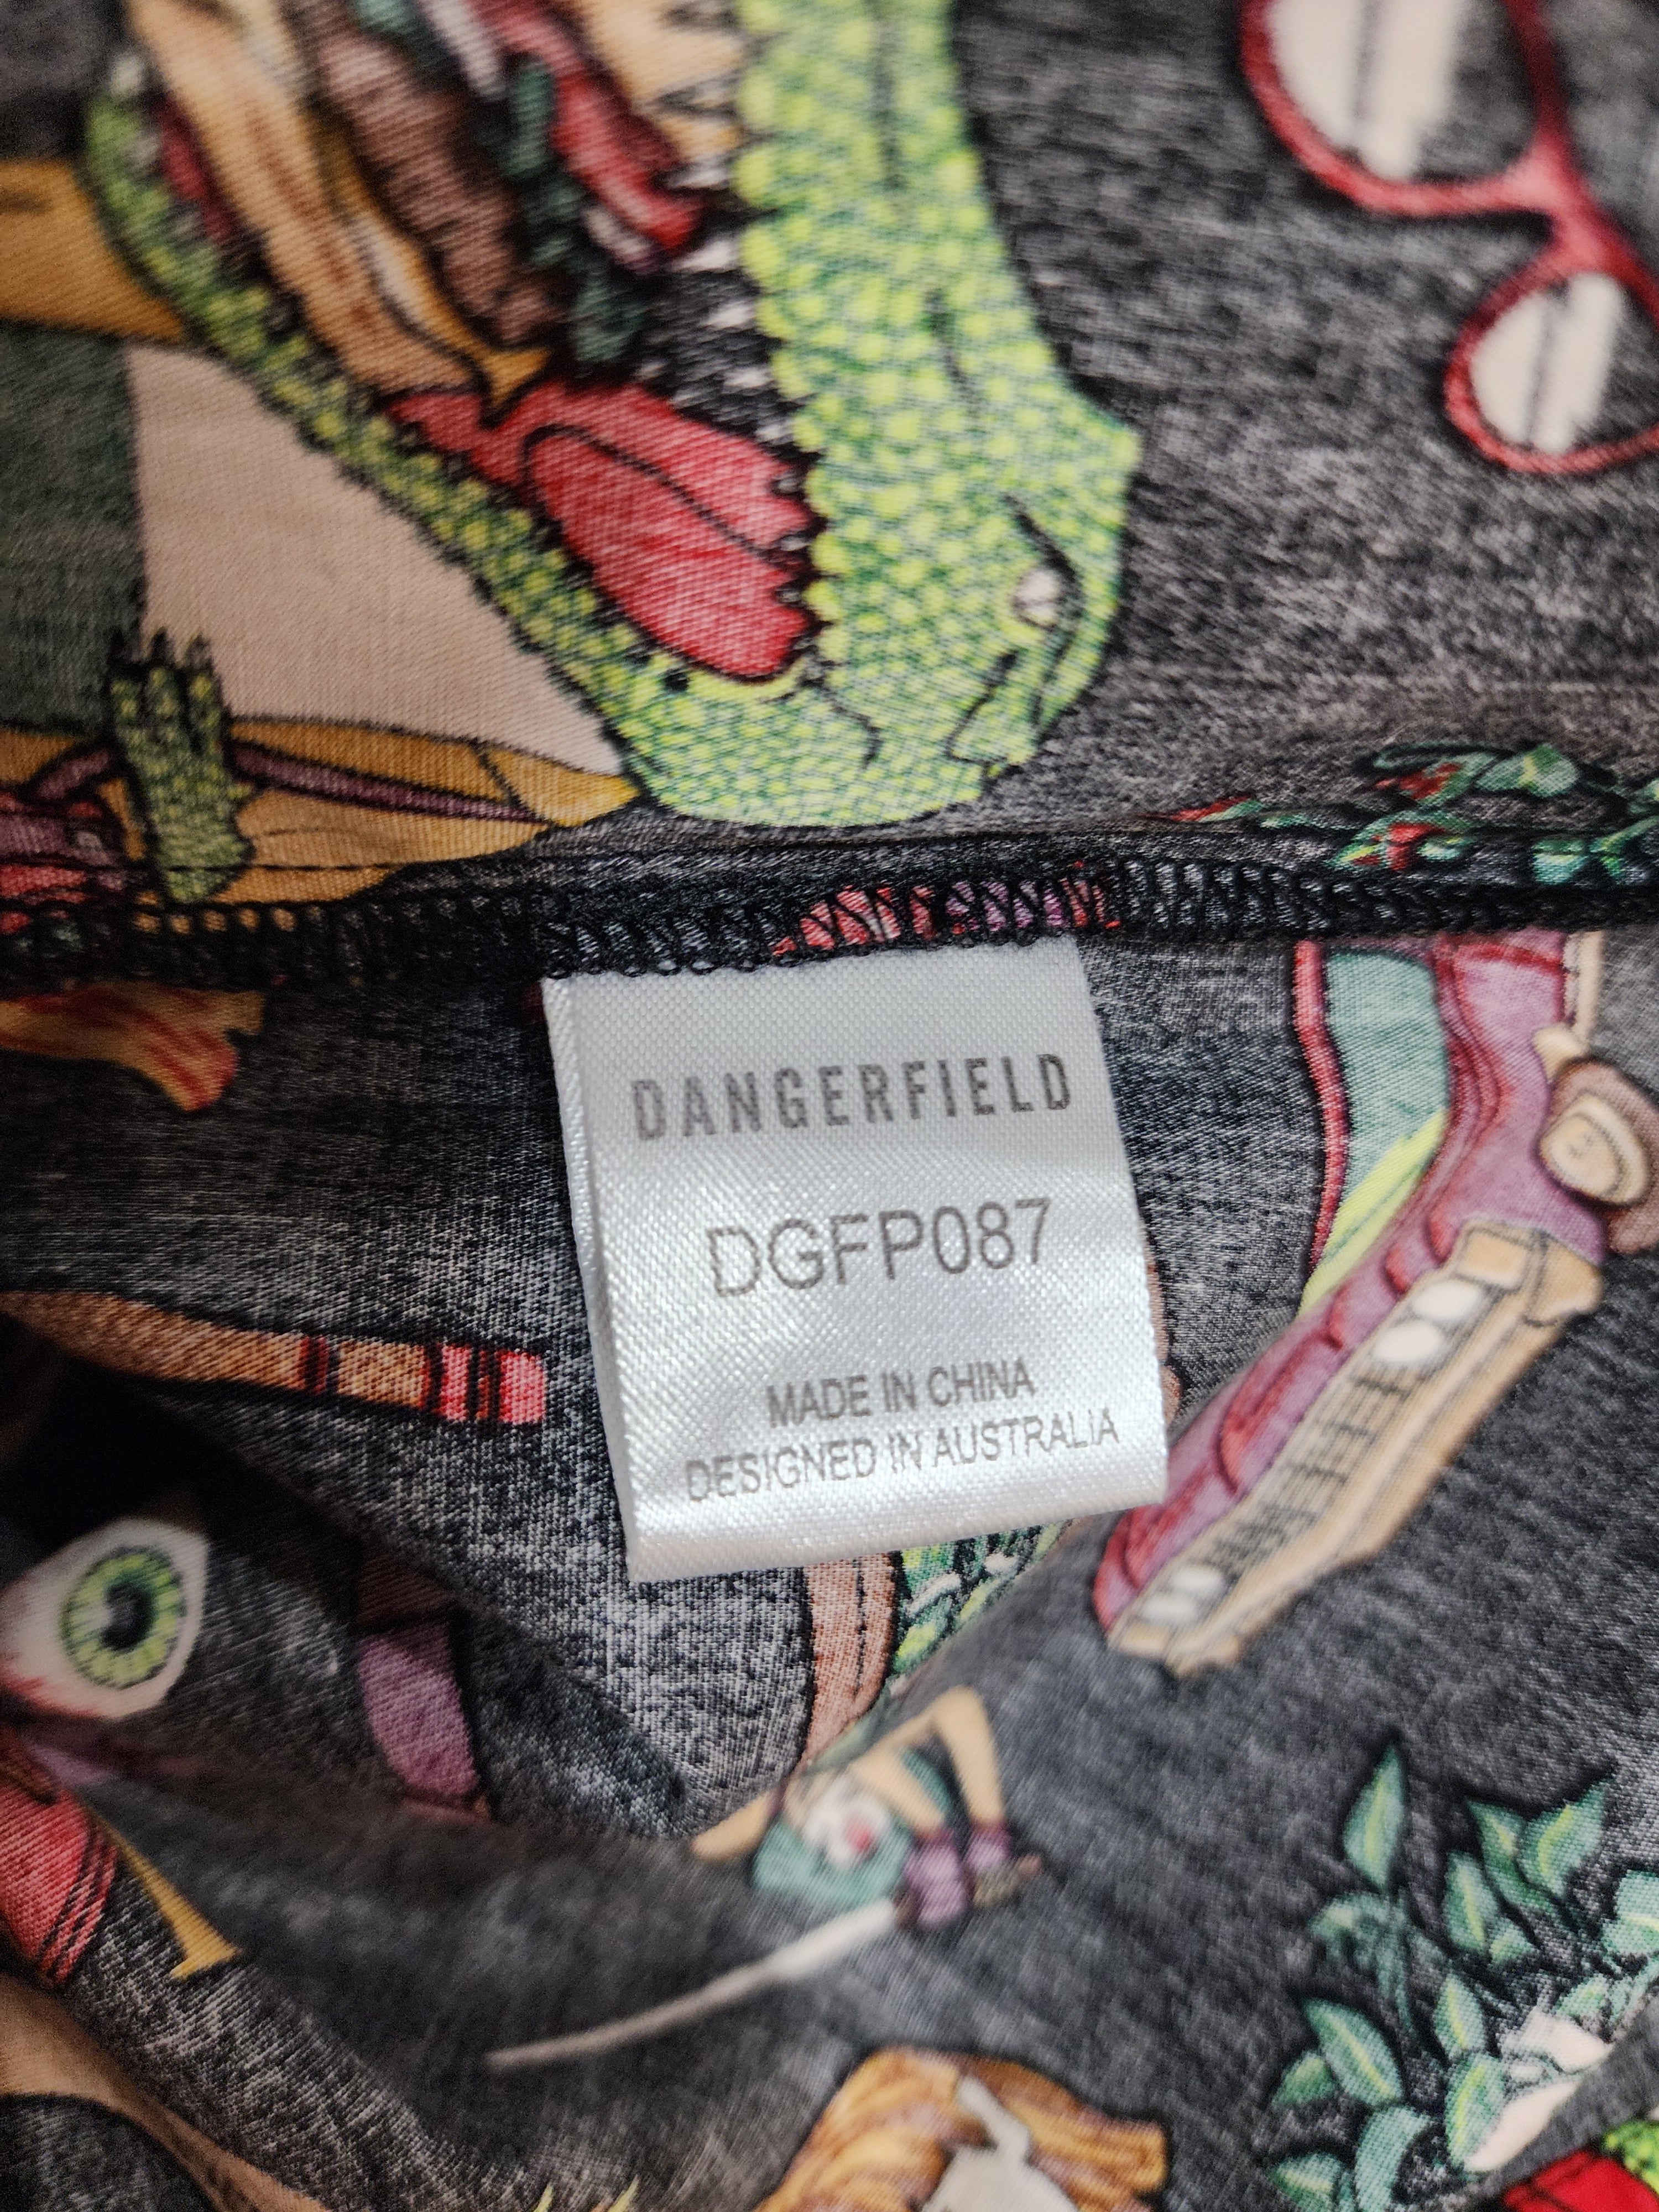 DANGERFIELD
DGFP087
MADE IN CHINA
DESIGNED IN AUSTRALIA